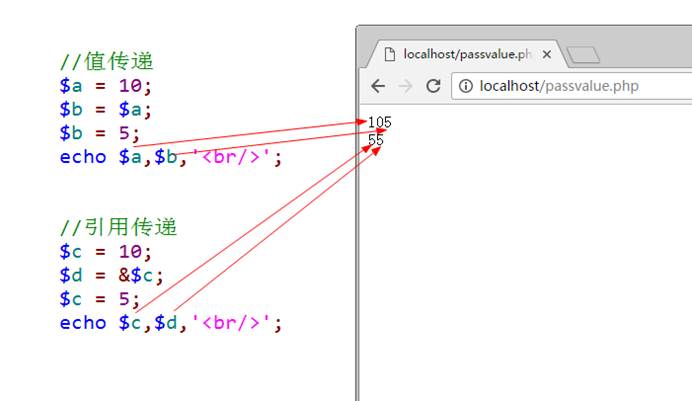 //值传递
$a = 10;
$b = $a;
$b = 5;
echo $a,$b,'<br/>';
//引用传递
$c = 10;
$d = &$c;
$c = 5;
echo $c,$d,'<br/>';
localhost/passvalue.ph
localhost/passvalue.php
105
55